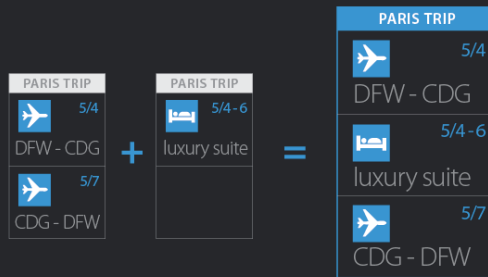 PARIS TRIP
5/4
DFW - CDG
5/7
CDG - DFW
+
PARIS TRIP
5/4 - 6
luxury suite
=
PARIS TRIP
5/4
DFW - CDG
5/4 - 6
luxury suite
5/7
CDG - DFW